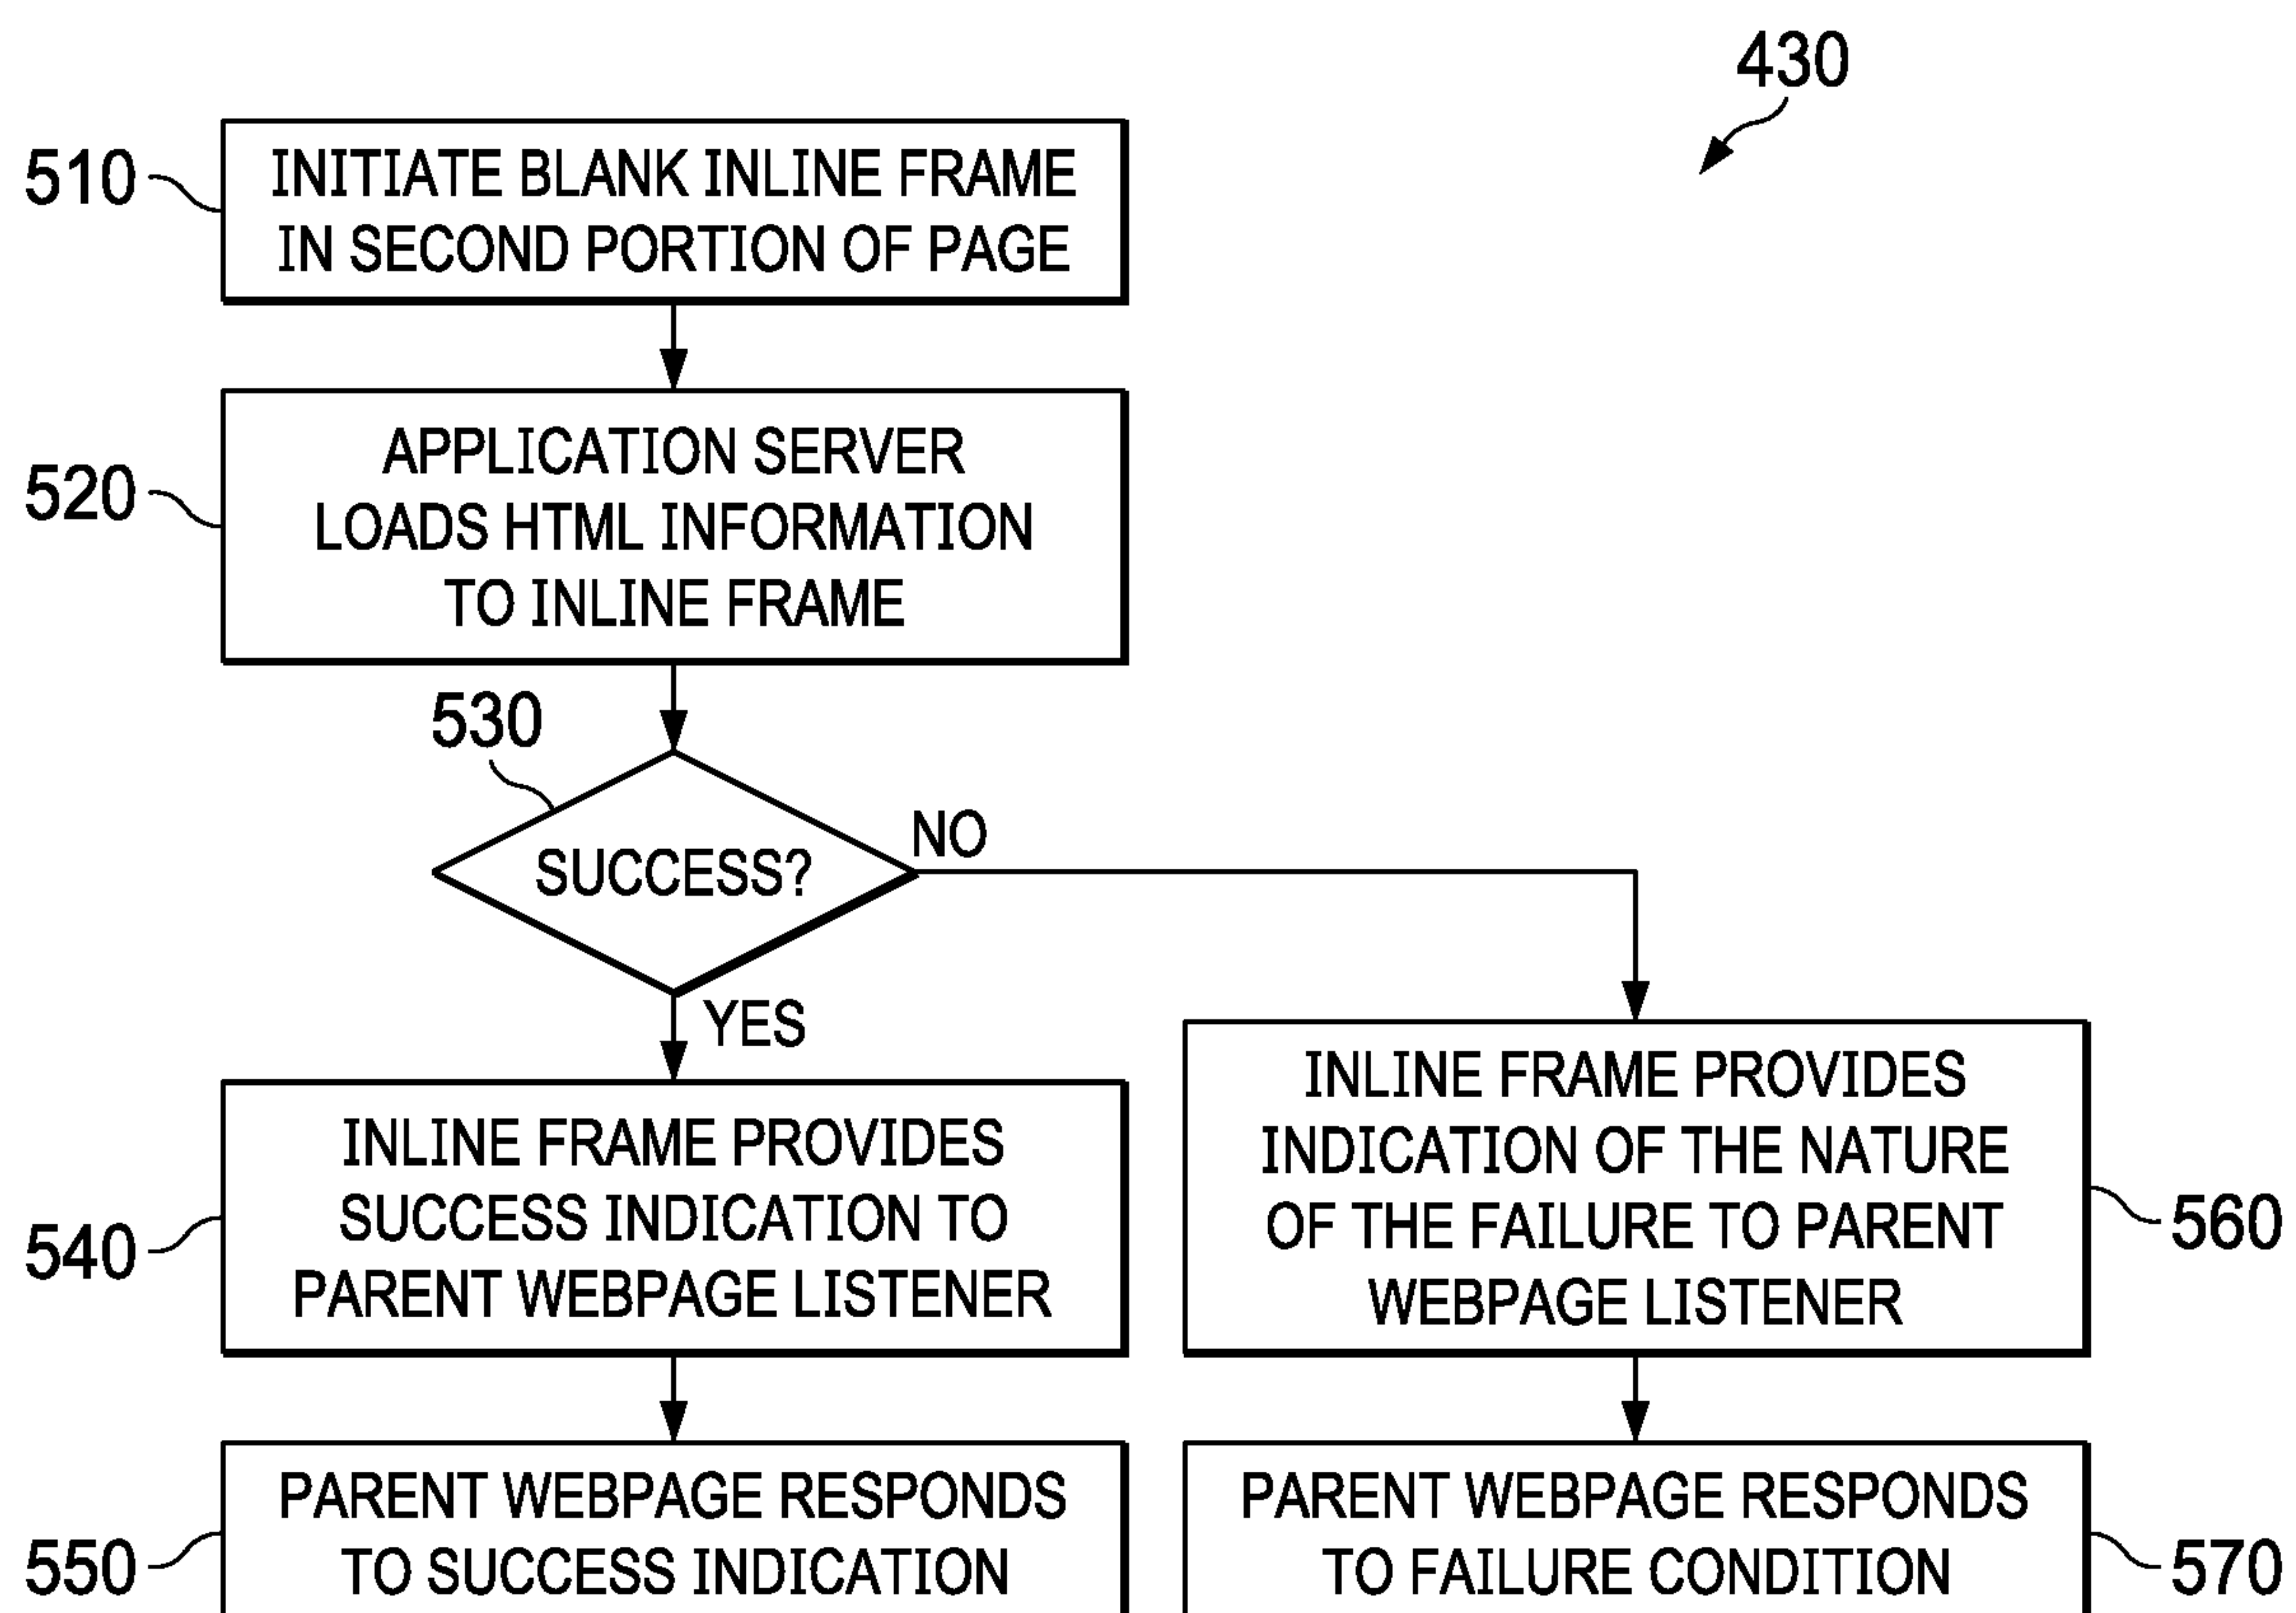 430
510
INITIATE BLANK INLINE FRAME
IN SECOND PORTION OF PAGE
520
APPLICATION SERVER
LOADS HTML INFORMATION
TO INLINE FRAME
530
SUCCESS?
NO
YES
540
INLINE FRAME PROVIDES
SUCCESS INDICATION TO
PARENT WEBPAGE LISTENER
INLINE FRAME PROVIDES
INDICATION OF THE NATURE
OF THE FAILURE TO PARENT
WEBPAGE LISTENER
560
550
PARENT WEBPAGE RESPONDS
TO SUCCESS INDICATION
PARENT WEBPAGE RESPONDS
TO FAILURE CONDITION
570